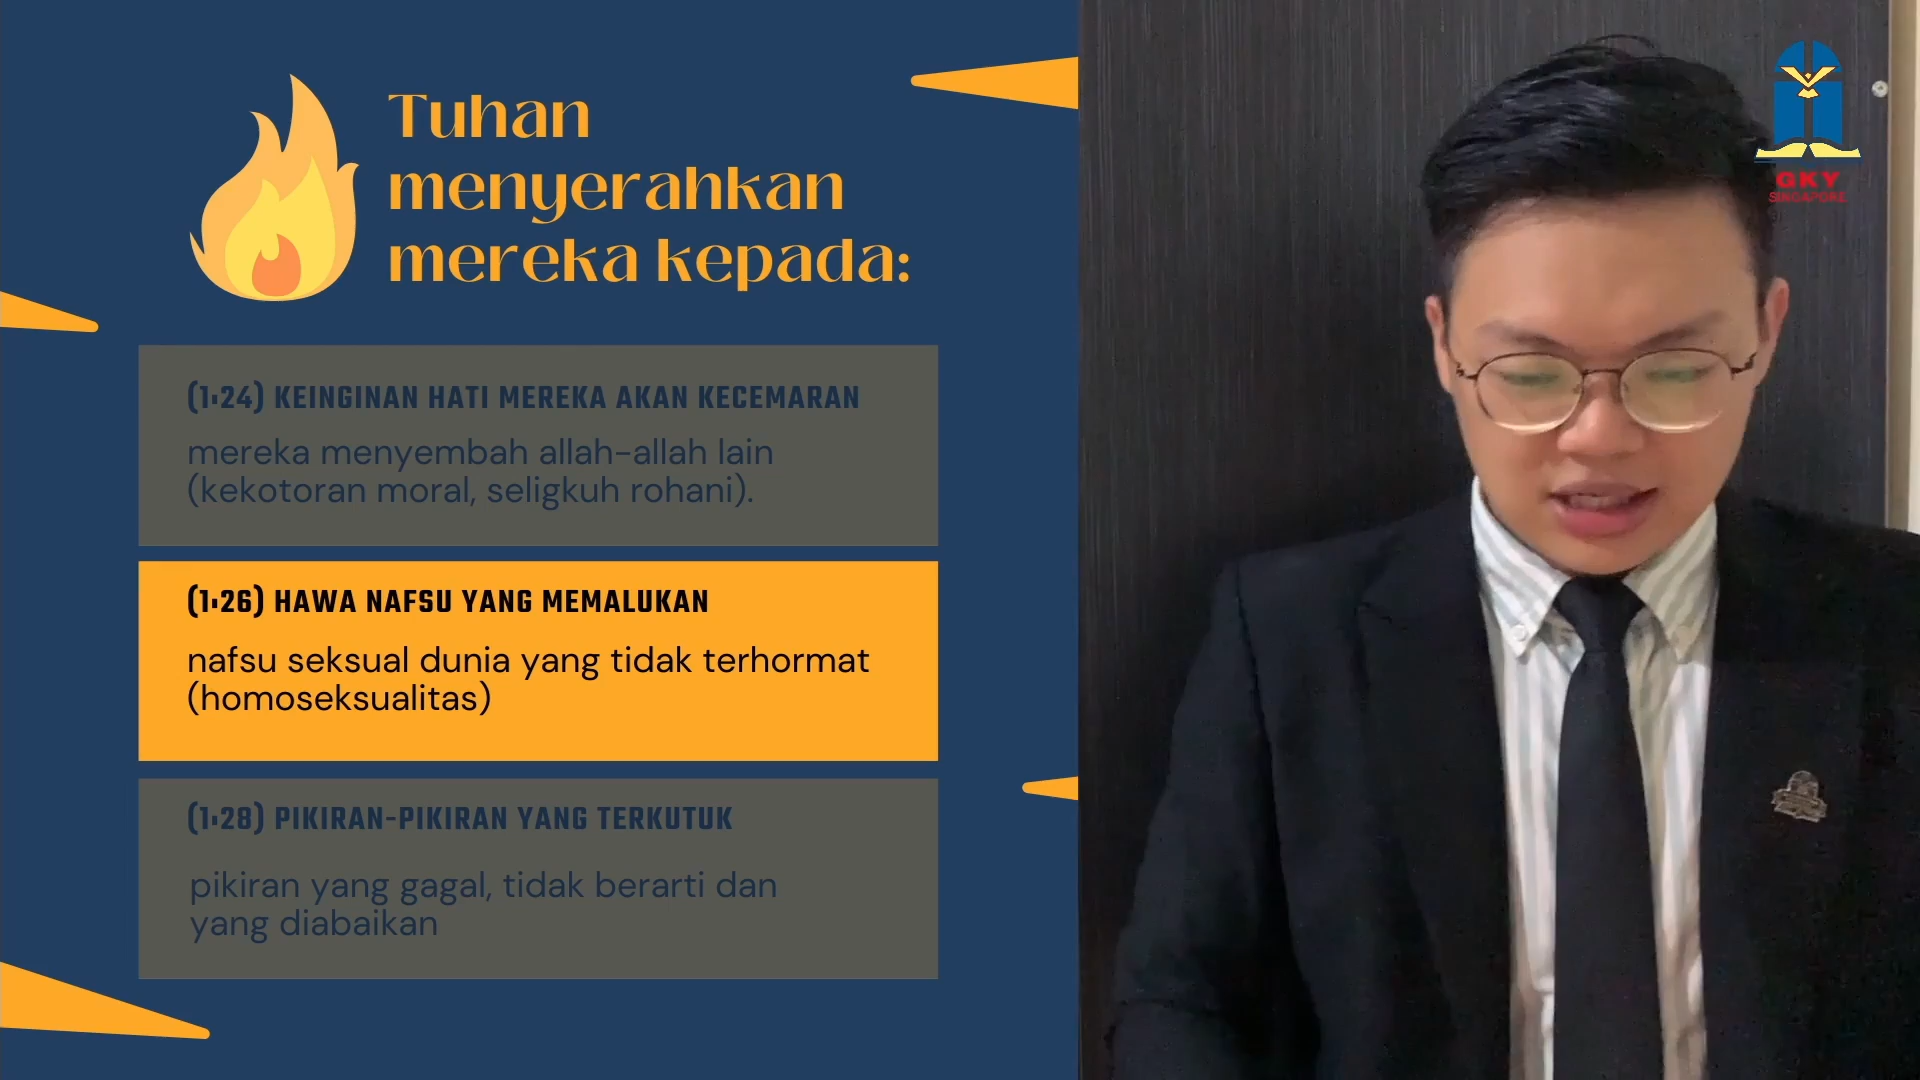 Tuhan
menyerahkan
mereka kepada:
(1:24) KEINGINAN HATI MEREKA AKAN KECEMARAN
mereka menyembah allah-allah lain
(kekotoran moral, seligkuh rohani).
(1:26) HAWA NAFSU YANG MEMALUKAN
nafsu seksual dunia yang tidak terhormat
(homoseksualitas)
(1:28) PIKIRAN-PIKIRAN YANG TERKUTUK
pikiran yang gagal, tidak berarti dan
yang diabaikan
GKY
SINGAPORE